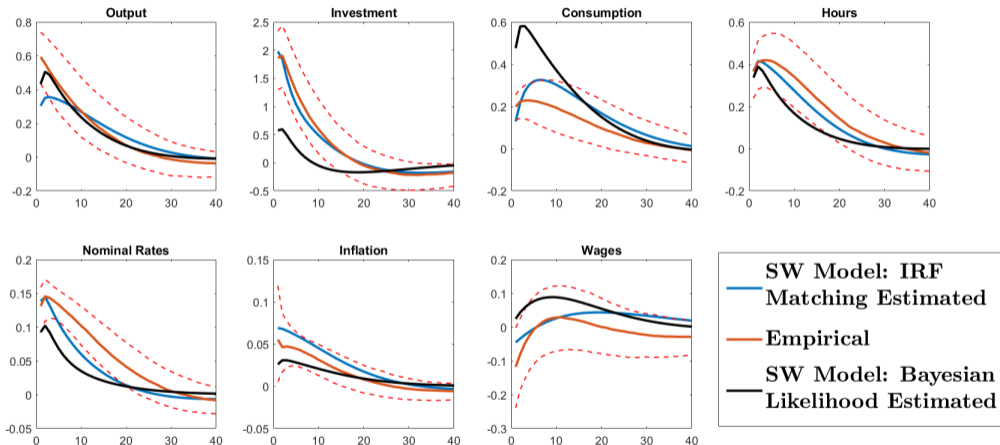 Output
Investment
Consumption
Hours
0.8
0.6
0.4
0.2
0
-0.2
0 10 20 30 40
2.5
2
1.5
1
0.5
0
-0.5
0 10 20 30 40
0.6
0.4
0.2
0
0.2
0 10 20 30 40
0.6
0.4
0.2
0
0.2
0 10 20 30 40
Nominal Rates
Inflation
Wages
0.2
0.15
0.1
0.05
0
-0.05
0 10 20 30 40
0.15
0.1
0.05
0
-0.05
0 10 20 30 40
0.2
0.1
0
-0.1
-0.2
-0.3
0 10 20 30 40
SW Model: IRF
Matching Estimated
Empirical
SW Model: Bayesian
Likelihood Estimated